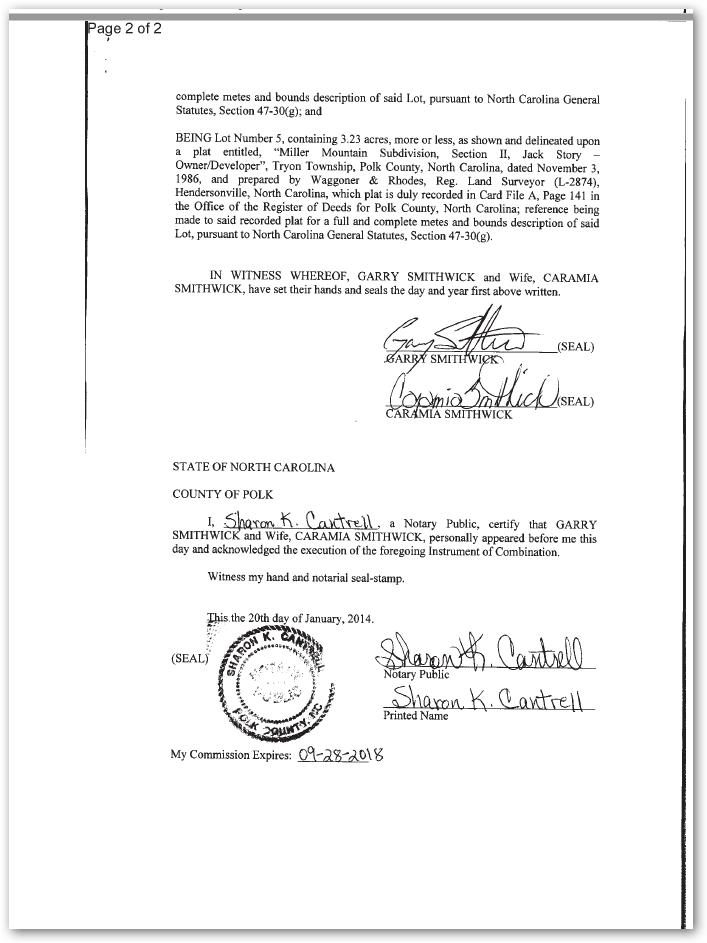 Page 2 of 2
complete metes and bounds description of said Lot, pursuant to North Carolina General
Statutes, Section 47-30(g); and
BEING Lot Number 5, containing 3.23 acres, more or less, as shown and delineated upon
a plat entitled, "Miller Mountain Subdivision, Section II, Jack Story –
Owner/Developer", Tryon Township, Polk County, North Carolina, dated November 3,
1986, and prepared by Waggoner & Rhodes, Reg. Land Surveyor (L-2874),
Hendersonville, North Carolina, which plat is duly recorded in Card File A, Page 141 in
the Office of the Register of Deeds for Polk County, North Carolina; reference being
made to said recorded plat for a full and complete metes and bounds description of said
Lot, pursuant to North Carolina General Statutes, Section 47-30(g).
IN WITNESS WHEREOF, GARRY SMITHWICK and Wife, CARAMIA
SMITHWICK, have set their hands and seals the day and year first above written.
(SEAL)
GARRY SMITHWICK
Caramia Smithwick (SEAL)
CARAMIA SMITHWICK
STATE OF NORTH CAROLINA
COUNTY OF POLK
I, Sharon K. Cantrell, a Notary Public, certify that GARRY
SMITHWICK and Wife, CARAMIA SMITHWICK, personally appeared before me this
day and acknowledged the execution of the foregoing Instrument of Combination.
Witness my hand and notarial seal-stamp.
This the 20th day of January, 2014.
(SEAL)
SHARON K. CANTRELL
NOTARY
PUBLIC
POLK COUNTY, NC
Sharon K. Cantrell
Notary Public
Sharon K. Cantrell
Printed Name
My Commission Expires: 09-28-2018